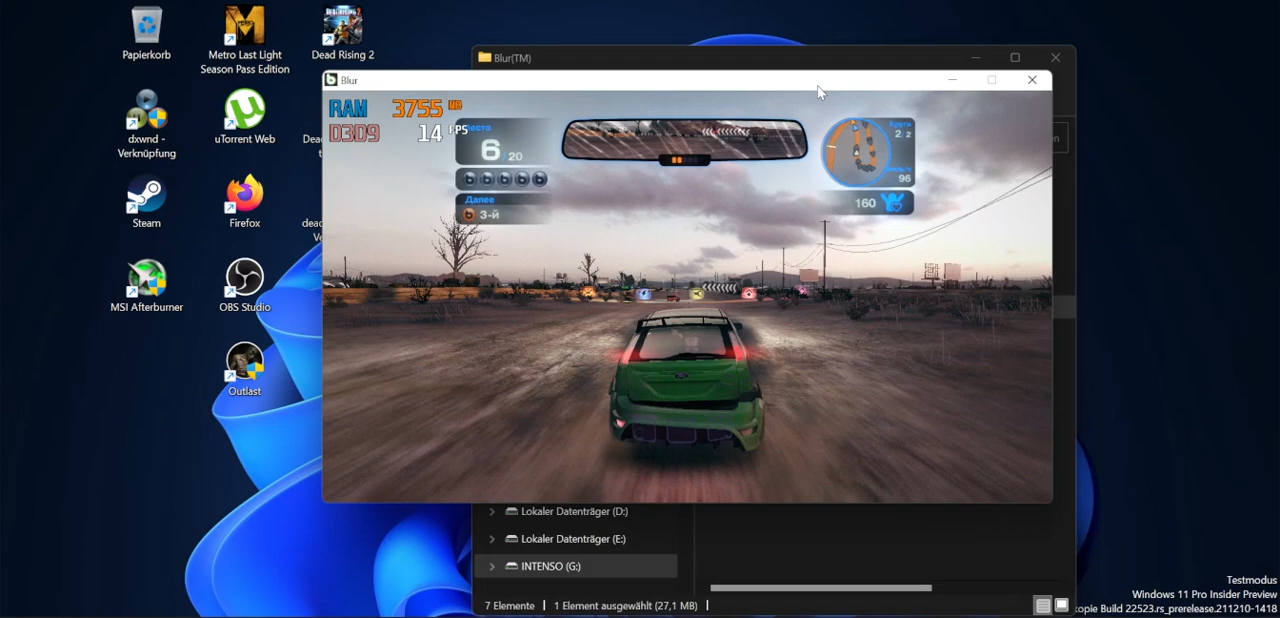 Papierkorb
Metro Last Light
Season Pass Edition
Dead Rising 2
dxwnd -
Verknüpfung
uTorrent Web
Steam
Firefox
MSI Afterburner
OBS Studio
Outlast
Blur(TM)
Blur
RAM 3755 MB
D3D9 14 FPS
6 / 20
Далее
3-й
Круги
2/2
96
160
Lokaler Datenträger (D:)
Lokaler Datenträger (E:)
INTENSO (G:)
7 Elemente
1 Element ausgewählt (27,1 MB)
Testmodus
Windows 11 Pro Insider Preview
Build 22523.rs_prerelease.211210-1418